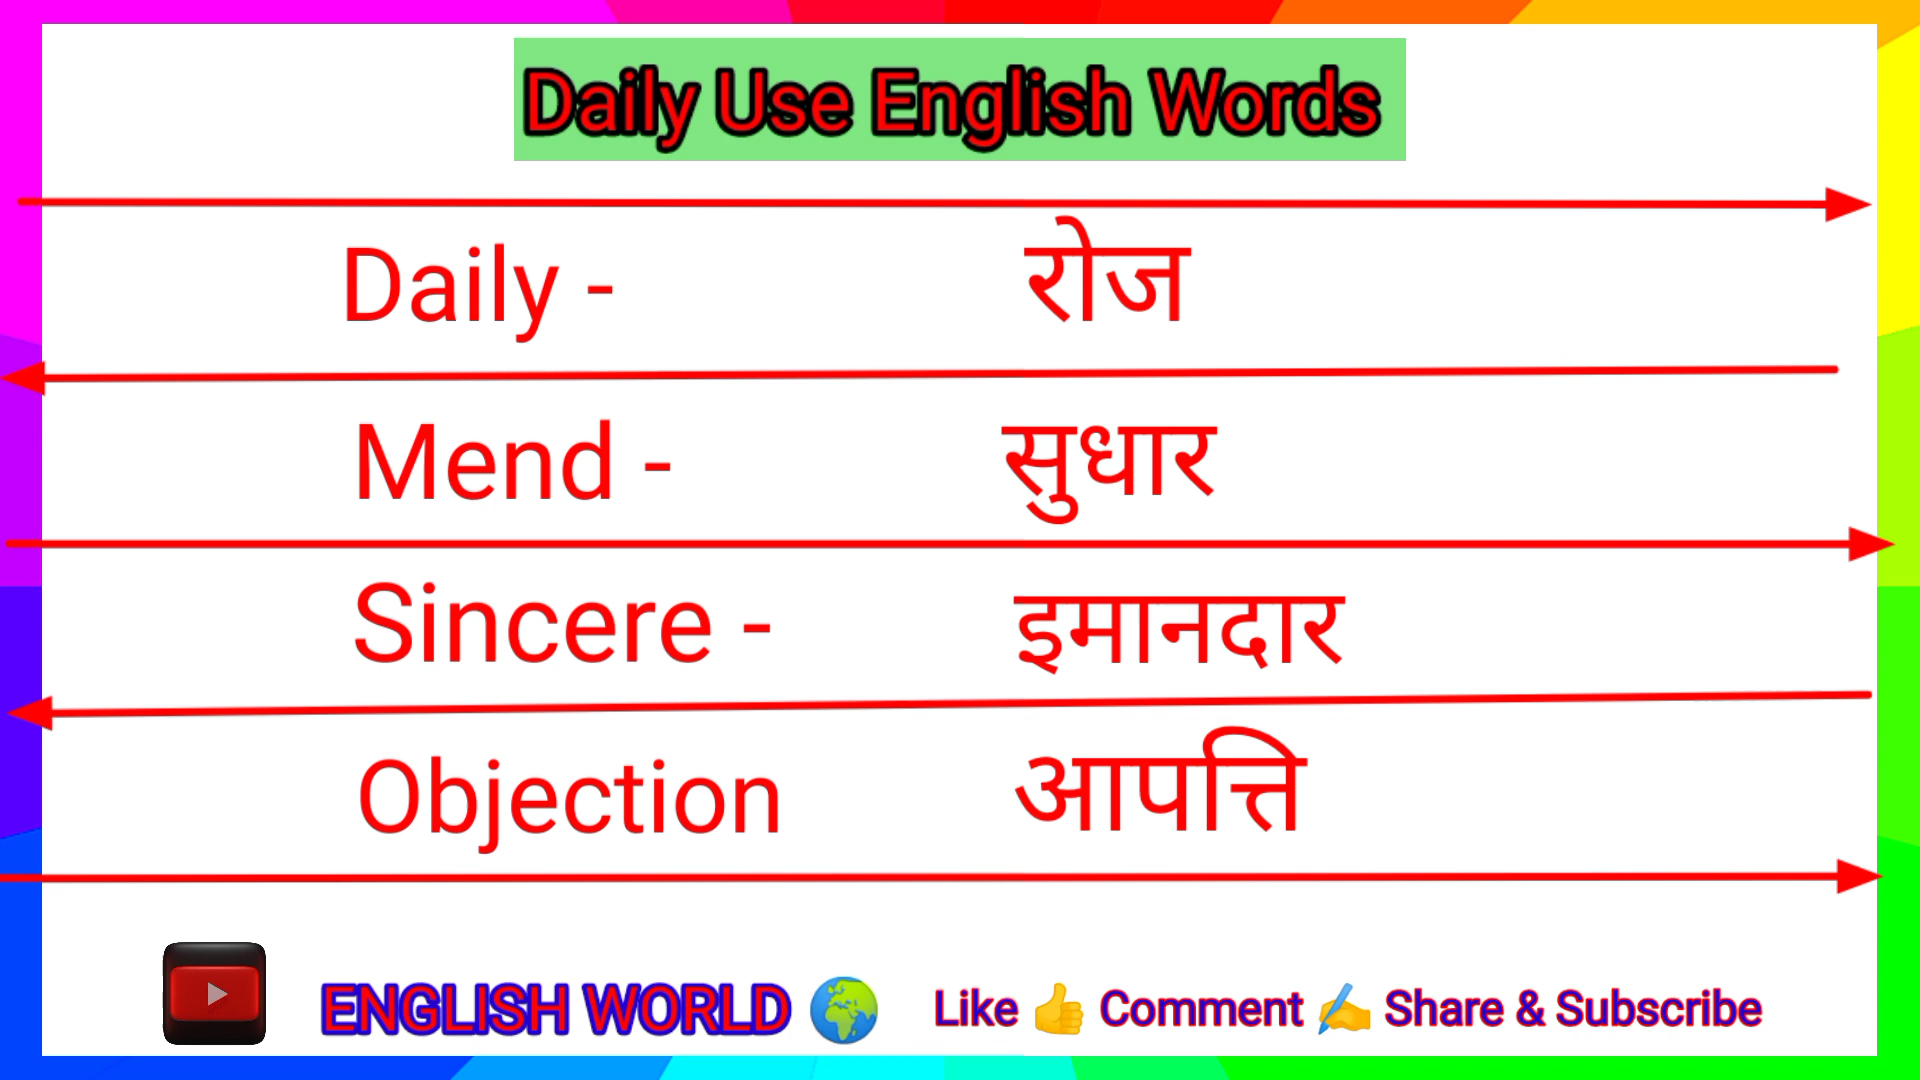 Daily Use English Words
Daily - रोज
Mend - सुधार
Sincere - इमानदार
Objection आपत्ति
ENGLISH WORLD 🌍 Like 👍 Comment ✍️ Share & Subscribe